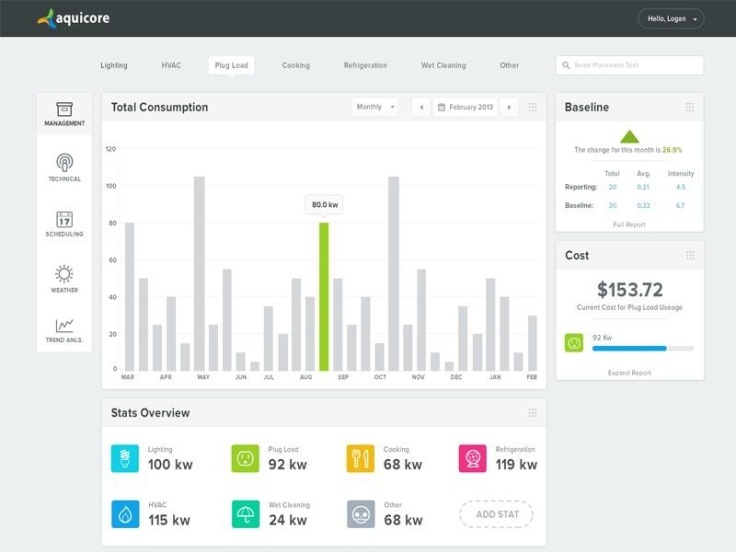 aquicore
Hello, Logan
Lighting HVAC Plug Load Cooking Refrigeration Wet Cleaning Other
Some Placement Text
MANAGEMENT
TECHNICAL
17
SCHEDULING
WEATHER
TREND ANLS.
Total Consumption
Monthly
February 2013
120
100
80
60
40
20
0
80.0 kw
MAR APR MAY JUN JUL AUG SEP OCT NOV DEC JAN FEB
Baseline
The change for this month is 26.9%
Total Avg. Intensity
Reporting: 20 0.21 4.5
Baseline: 30 0.32 6.7
Full Report
Cost
$153.72
Current Cost for Plug Load Useage
92 Kw
Expand Report
Stats Overview
Lighting
100 kw
Plug Load
92 kw
Cooking
68 kw
Refrigeration
119 kw
HVAC
115 kw
Wet Cleaning
24 kw
Other
68 kw
ADD STAT